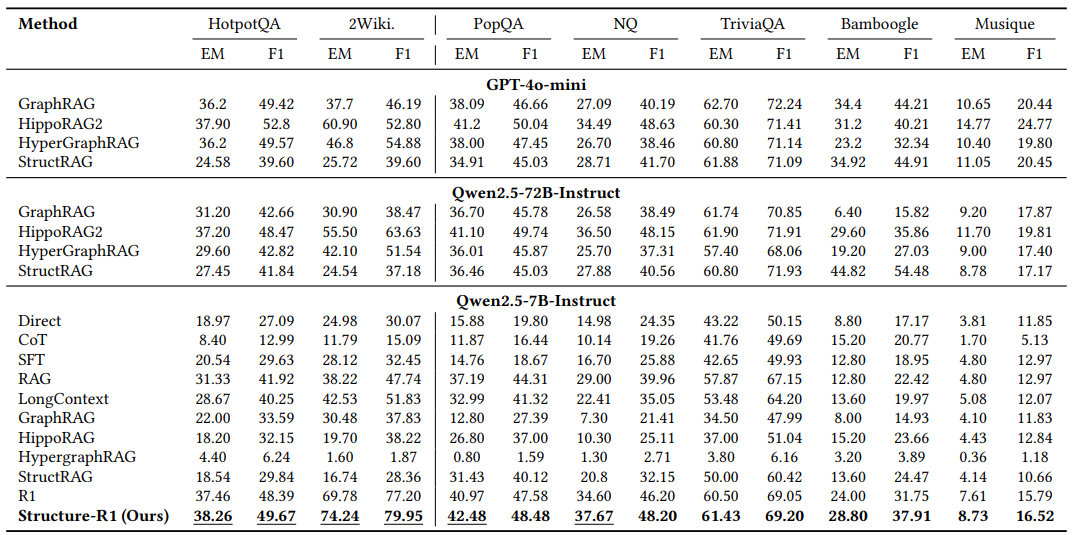 Method HotpotQA 2Wiki. PopQA NQ TriviaQA Bamboogle Musique
EM F1 EM F1 EM F1 EM F1 EM F1 EM F1 EM F1
GPT-4o-mini
GraphRAG 36.2 49.42 37.7 46.19 38.09 46.66 27.09 40.19 62.70 72.24 34.4 44.21 10.65 20.44
HippoRAG2 37.90 52.8 60.90 52.80 41.2 50.04 34.49 48.63 60.30 71.41 31.2 40.21 14.77 24.77
HyperGraphRAG 36.2 49.57 46.8 54.88 38.00 47.45 26.70 38.46 60.80 71.14 23.2 32.34 10.40 19.80
StructRAG 24.58 39.60 25.72 39.60 34.91 45.03 28.71 41.70 61.88 71.09 34.92 44.91 11.05 20.45
Qwen2.5-72B-Instruct
GraphRAG 31.20 42.66 30.90 38.47 36.70 45.78 26.58 38.49 61.74 70.85 6.40 15.82 9.20 17.87
HippoRAG2 37.20 48.47 55.50 63.63 41.10 49.74 36.50 48.15 61.90 71.91 29.60 35.86 11.70 19.81
HyperGraphRAG 29.60 42.82 42.10 51.54 36.01 45.87 25.70 37.31 57.40 68.06 19.20 27.03 9.00 17.40
StructRAG 27.45 41.84 24.54 37.18 36.46 45.03 27.88 40.56 60.80 71.93 44.82 54.48 8.78 17.17
Qwen2.5-7B-Instruct
Direct 18.97 27.09 24.98 30.07 15.88 19.80 14.98 24.35 43.22 50.15 8.80 17.17 3.81 11.85
CoT 8.40 12.99 11.79 15.09 11.87 16.44 10.14 19.26 41.76 49.69 15.20 20.77 1.70 5.13
SFT 20.54 29.63 28.12 32.45 14.76 18.67 16.70 25.88 42.65 49.93 12.80 18.95 4.80 12.97
RAG 31.33 41.92 38.22 47.74 37.19 44.31 29.00 39.96 57.87 67.15 12.80 22.42 4.80 12.97
LongContext 28.67 40.25 42.53 51.83 32.99 41.32 22.41 35.05 53.48 64.20 13.60 19.97 5.08 12.07
GraphRAG 22.00 33.59 30.48 37.83 12.80 27.39 7.30 21.41 34.50 47.99 8.00 14.93 4.10 11.83
HippoRAG 18.20 32.15 19.70 38.22 26.80 37.00 10.30 25.11 37.00 51.04 15.20 23.66 4.43 12.84
HypergraphRAG 4.40 6.24 1.60 1.87 0.80 1.59 1.30 2.71 3.80 6.16 3.20 3.89 0.36 1.18
StructRAG 18.54 29.84 16.74 28.36 31.43 40.12 20.8 32.15 50.00 60.42 13.60 24.47 4.14 10.66
R1 37.46 48.39 69.78 77.20 40.97 47.58 34.60 46.20 60.50 69.05 24.00 31.75 7.61 15.79
Structure-R1 (Ours) 38.26 49.67 74.24 79.95 42.48 48.48 37.67 48.20 61.43 69.20 28.80 37.91 8.73 16.52